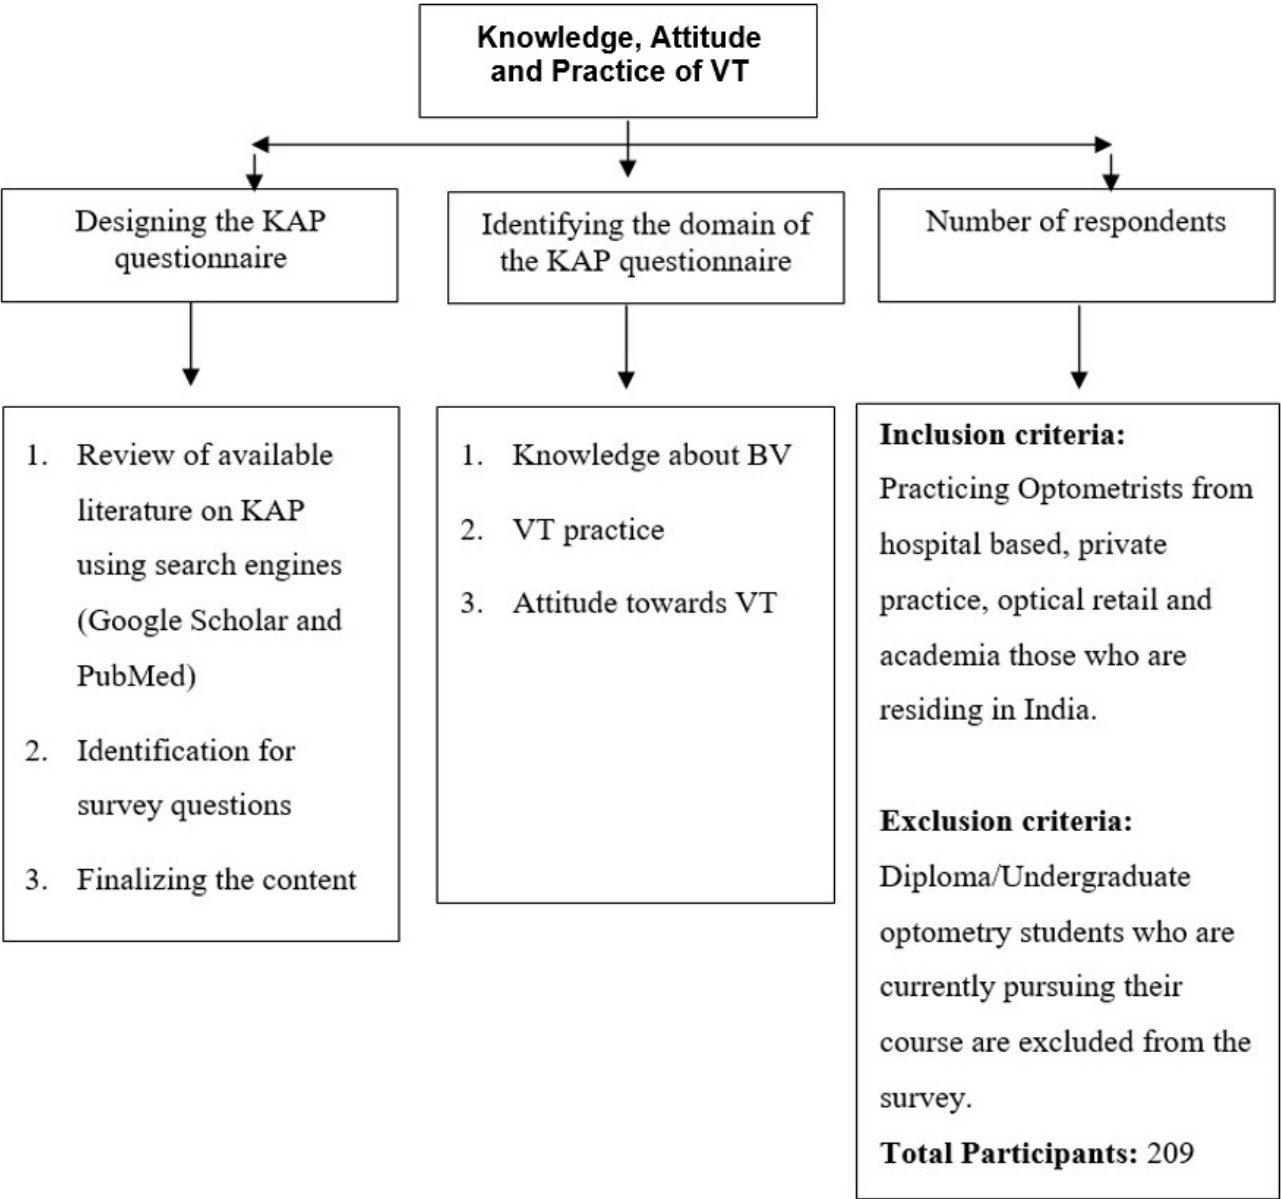 Knowledge, Attitude
and Practice of VT
Designing the KAP
questionnaire
Identifying the domain of
the KAP questionnaire
Number of respondents
1. Review of available
literature on KAP
using search engines
(Google Scholar and
PubMed)
2. Identification for
survey questions
3. Finalizing the content
1. Knowledge about BV
2. VT practice
3. Attitude towards VT
Inclusion criteria:
Practicing Optometrists from
hospital based, private
practice, optical retail and
academia those who are
residing in India.
Exclusion criteria:
Diploma/Undergraduate
optometry students who are
currently pursuing their
course are excluded from the
survey.
Total Participants: 209